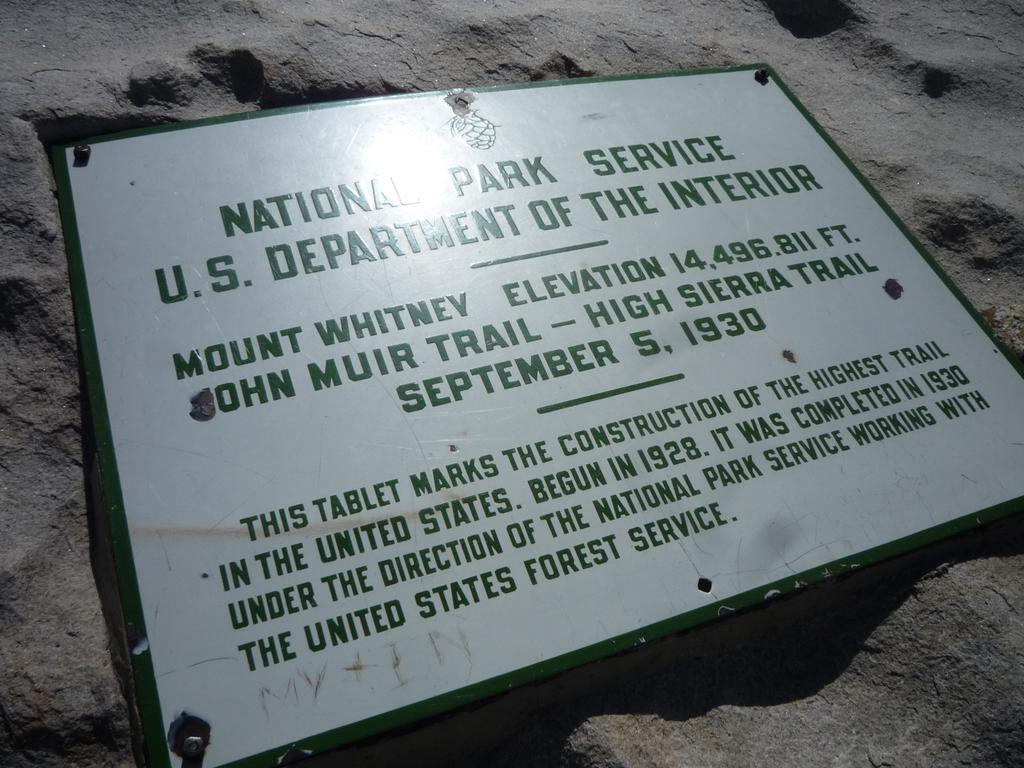 NATIONAL PARK SERVICE
U.S. DEPARTMENT OF THE INTERIOR
MOUNT WHITNEY ELEVATION 14,496.811 FT.
JOHN MUIR TRAIL – HIGH SIERRA TRAIL
SEPTEMBER 5, 1930
THIS TABLET MARKS THE CONSTRUCTION OF THE HIGHEST TRAIL
IN THE UNITED STATES. BEGUN IN 1928. IT WAS COMPLETED IN 1930
UNDER THE DIRECTION OF THE NATIONAL PARK SERVICE WORKING WITH
THE UNITED STATES FOREST SERVICE.